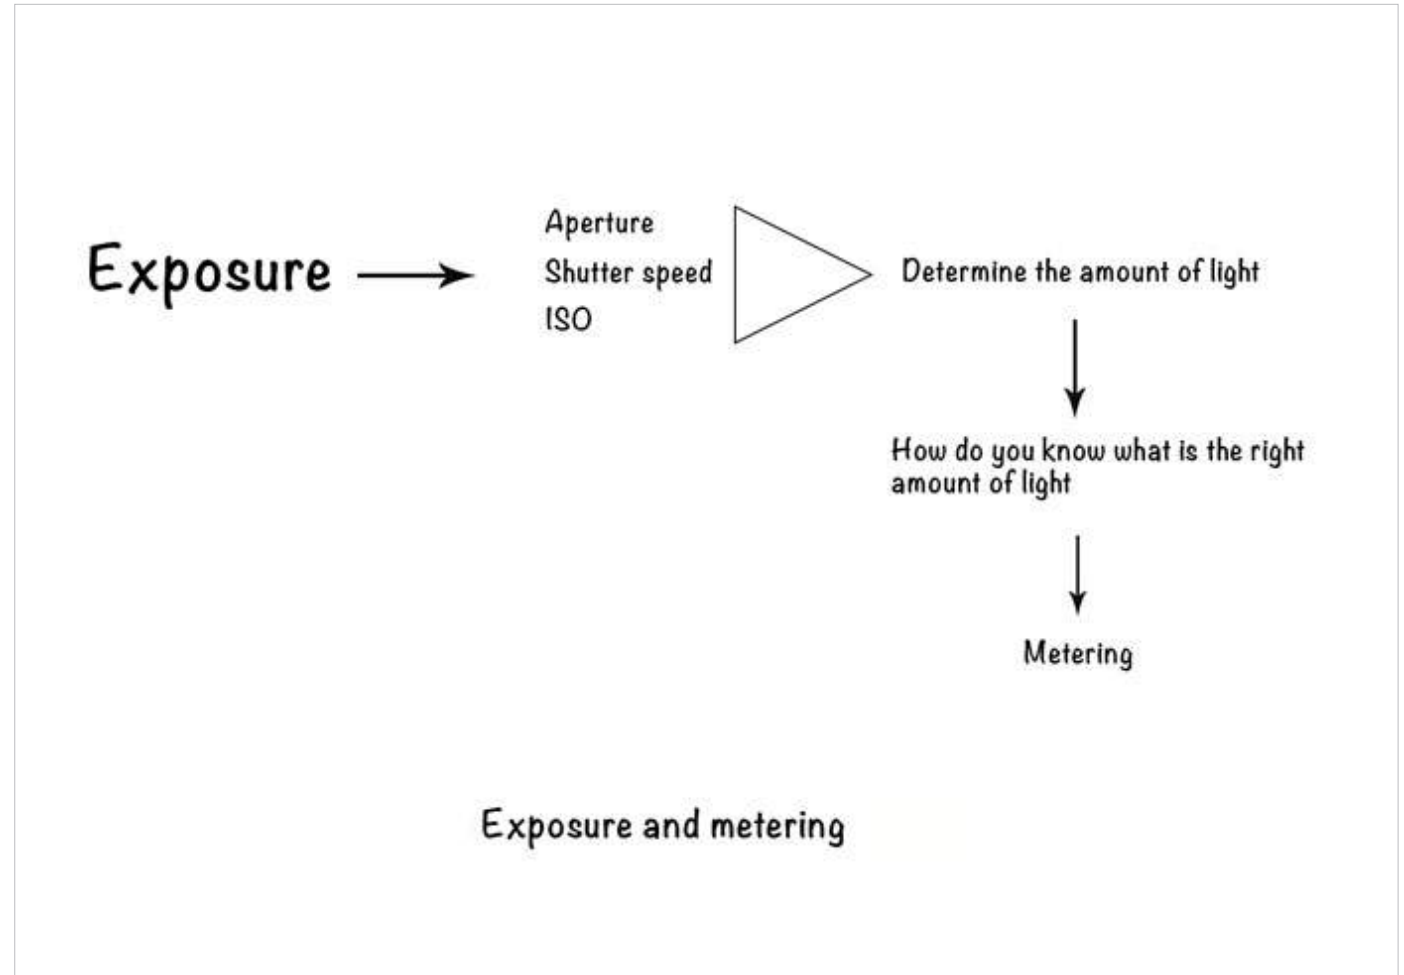 Exposure
Aperture
Shutter speed
ISO
Determine the amount of light
How do you know what is the right
amount of light
Metering
Exposure and metering